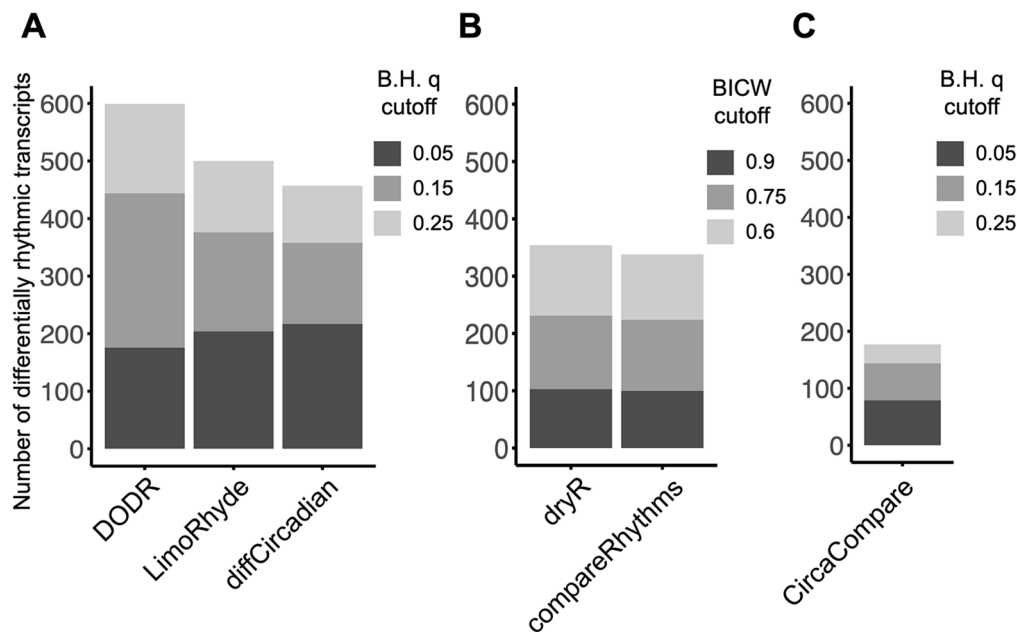 A
Number of differentially rhythmic transcripts
600
500
400
300
200
100
0
DODR
LimoRhyde
diffCircadian
B.H. q
cutoff
0.05
0.15
0.25
B
600
500
400
300
200
100
0
dryR
compareRhythms
BICW
cutoff
0.9
0.75
0.6
C
600
500
400
300
200
100
0
CircaCompare
B.H. q
cutoff
0.05
0.15
0.25